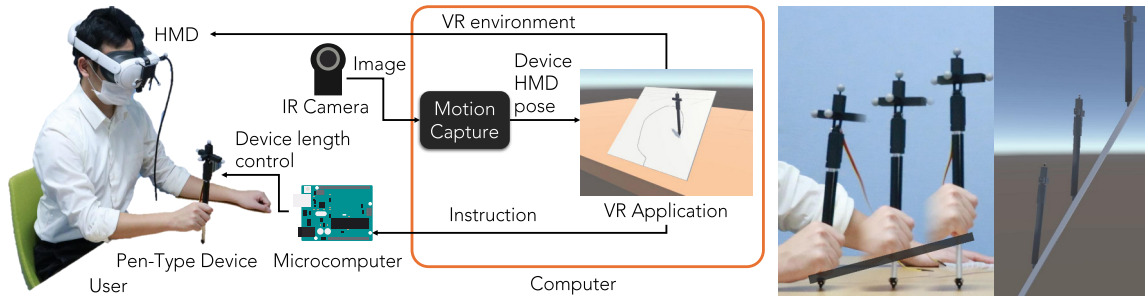 VR environment
HMD
Image
IR Camera
Device
HMD
pose
Motion
Capture
Device length
control
VR Application
Instruction
Pen-Type Device
Microcomputer
User
Computer